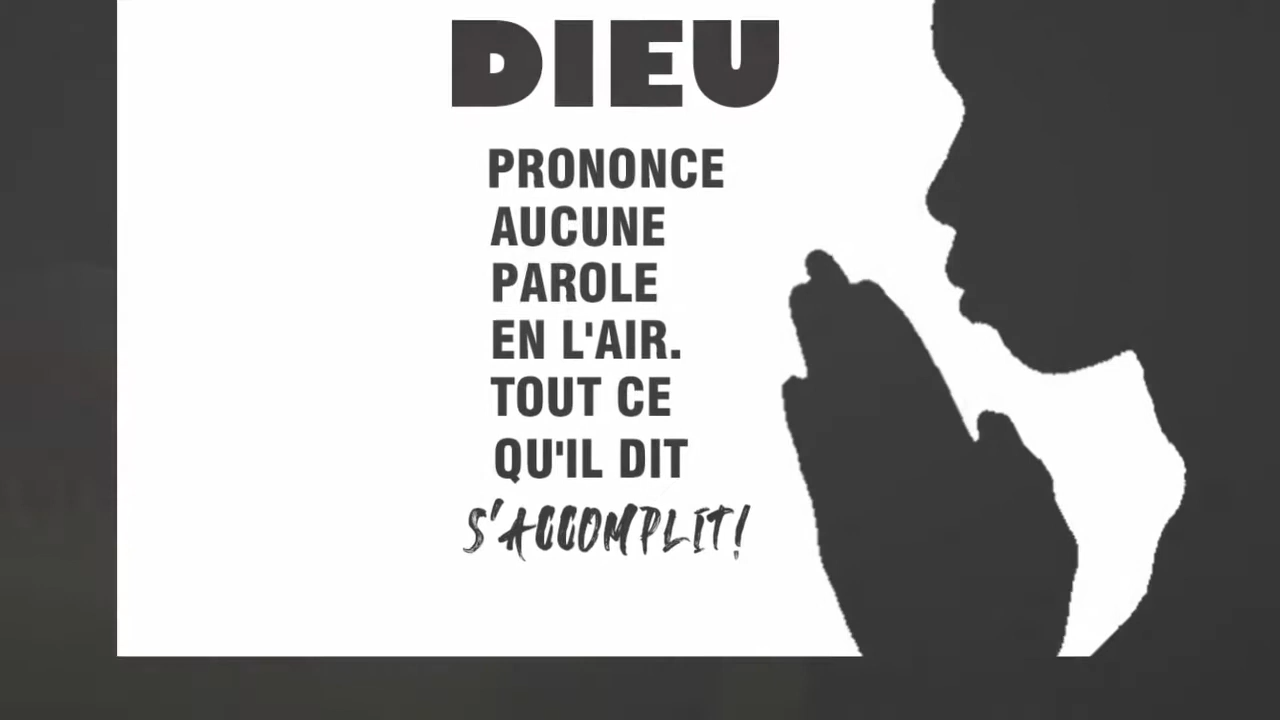 DIEU
PRONONCE
AUCUNE
PAROLE
EN L'AIR.
TOUT CE
QU'IL DIT
S'ACCOMPLIT!